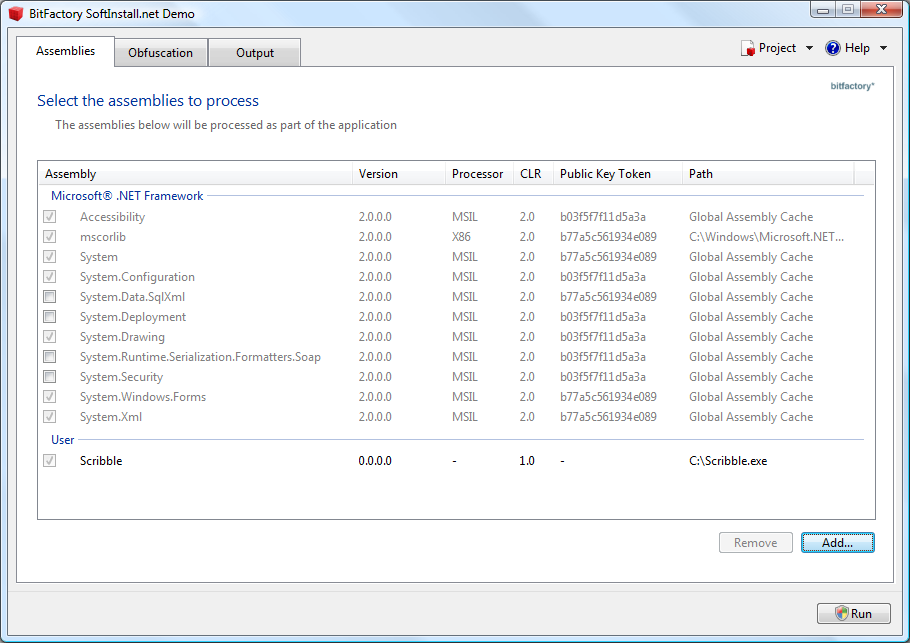 BitFactory SoftInstall.net Demo
Assemblies Obfuscation Output Project Help
bitfactory*
Select the assemblies to process
The assemblies below will be processed as part of the application
Assembly Version Processor CLR Public Key Token Path
Microsoft® .NET Framework
Accessibility 2.0.0.0 MSIL 2.0 b03f5f7f11d5a3a Global Assembly Cache
mscorlib 2.0.0.0 X86 2.0 b77a5c561934e089 C:\Windows\Microsoft.NET...
System 2.0.0.0 MSIL 2.0 b77a5c561934e089 Global Assembly Cache
System.Configuration 2.0.0.0 MSIL 2.0 b03f5f7f11d5a3a Global Assembly Cache
System.Data.SqlXml 2.0.0.0 MSIL 2.0 b77a5c561934e089 Global Assembly Cache
System.Deployment 2.0.0.0 MSIL 2.0 b03f5f7f11d5a3a Global Assembly Cache
System.Drawing 2.0.0.0 MSIL 2.0 b03f5f7f11d5a3a Global Assembly Cache
System.Runtime.Serialization.Formatters.Soap 2.0.0.0 MSIL 2.0 b03f5f7f11d5a3a Global Assembly Cache
System.Security 2.0.0.0 MSIL 2.0 b03f5f7f11d5a3a Global Assembly Cache
System.Windows.Forms 2.0.0.0 MSIL 2.0 b77a5c561934e089 Global Assembly Cache
System.Xml 2.0.0.0 MSIL 2.0 b77a5c561934e089 Global Assembly Cache
User
Scribble 0.0.0.0 - 1.0 - C:\Scribble.exe
Remove Add...
Run